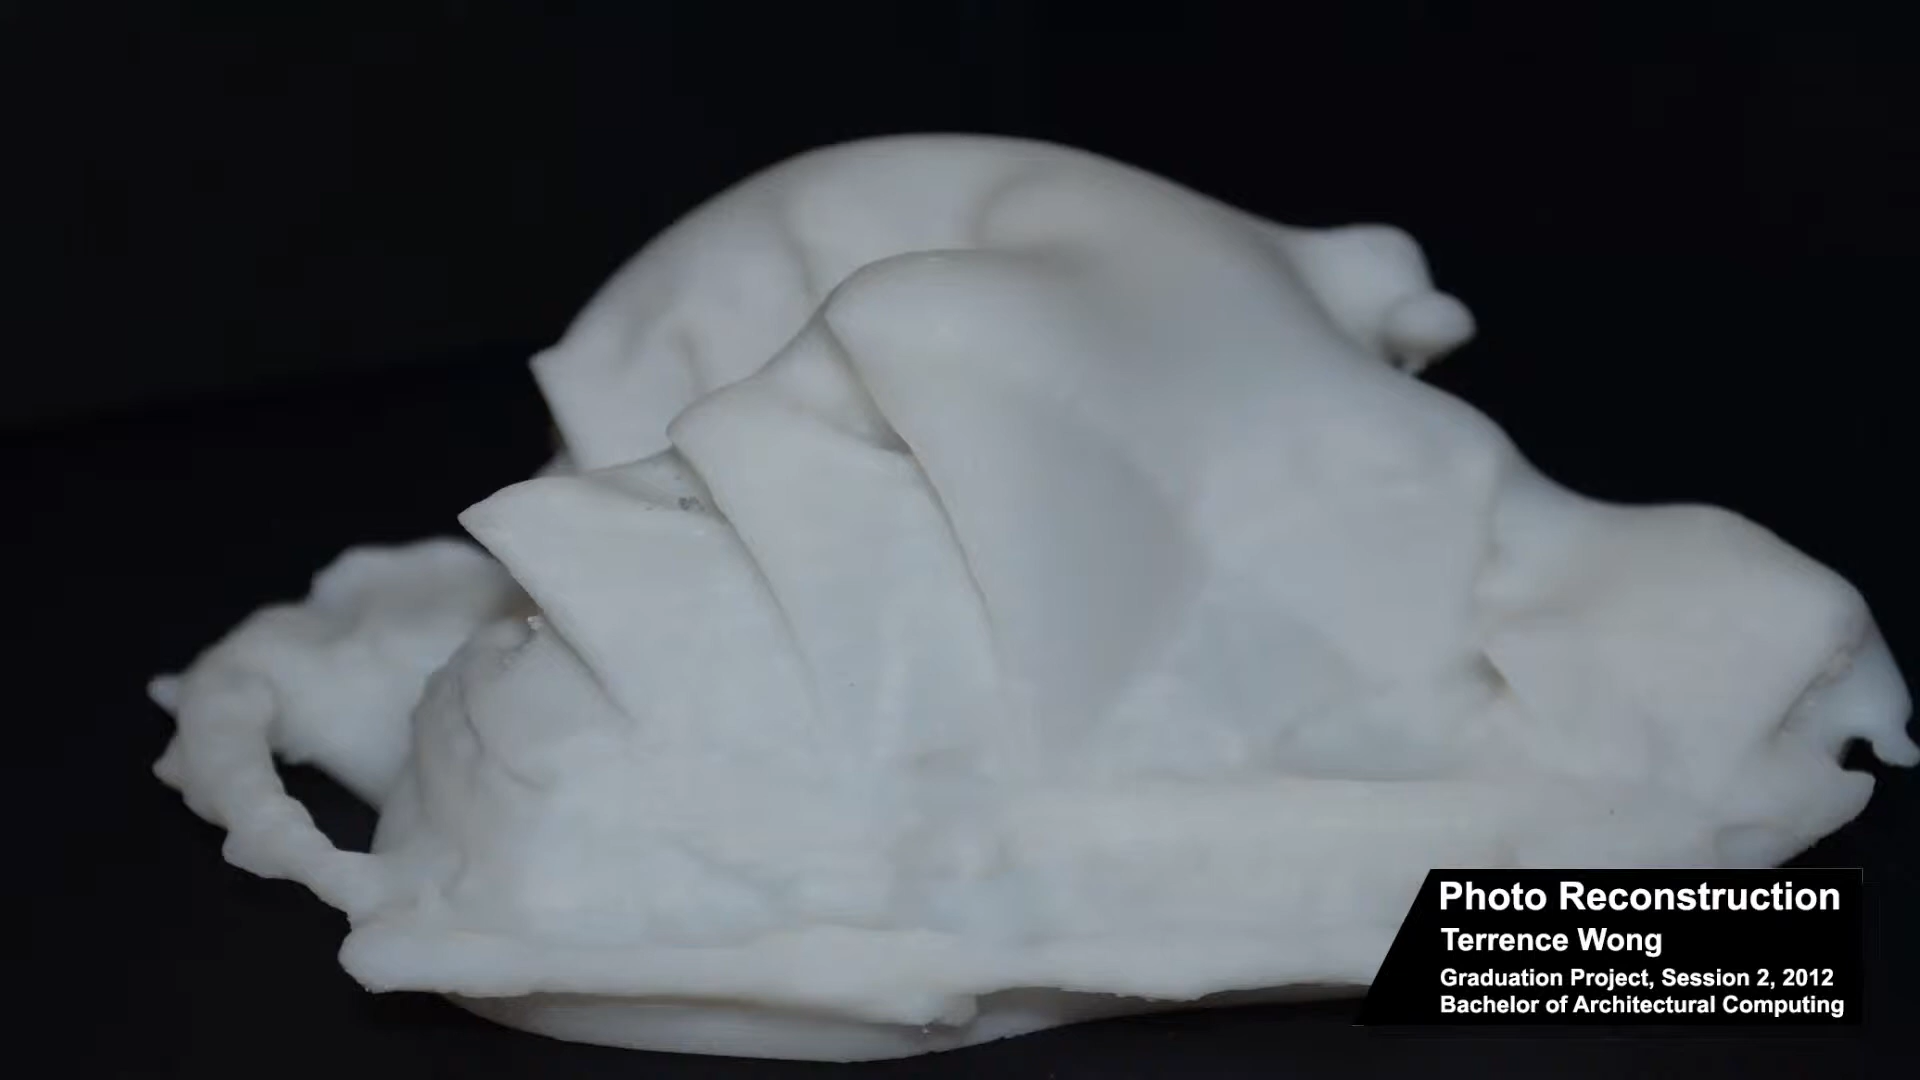 Photo Reconstruction
Terrence Wong
Graduation Project, Session 2, 2012
Bachelor of Architectural Computing